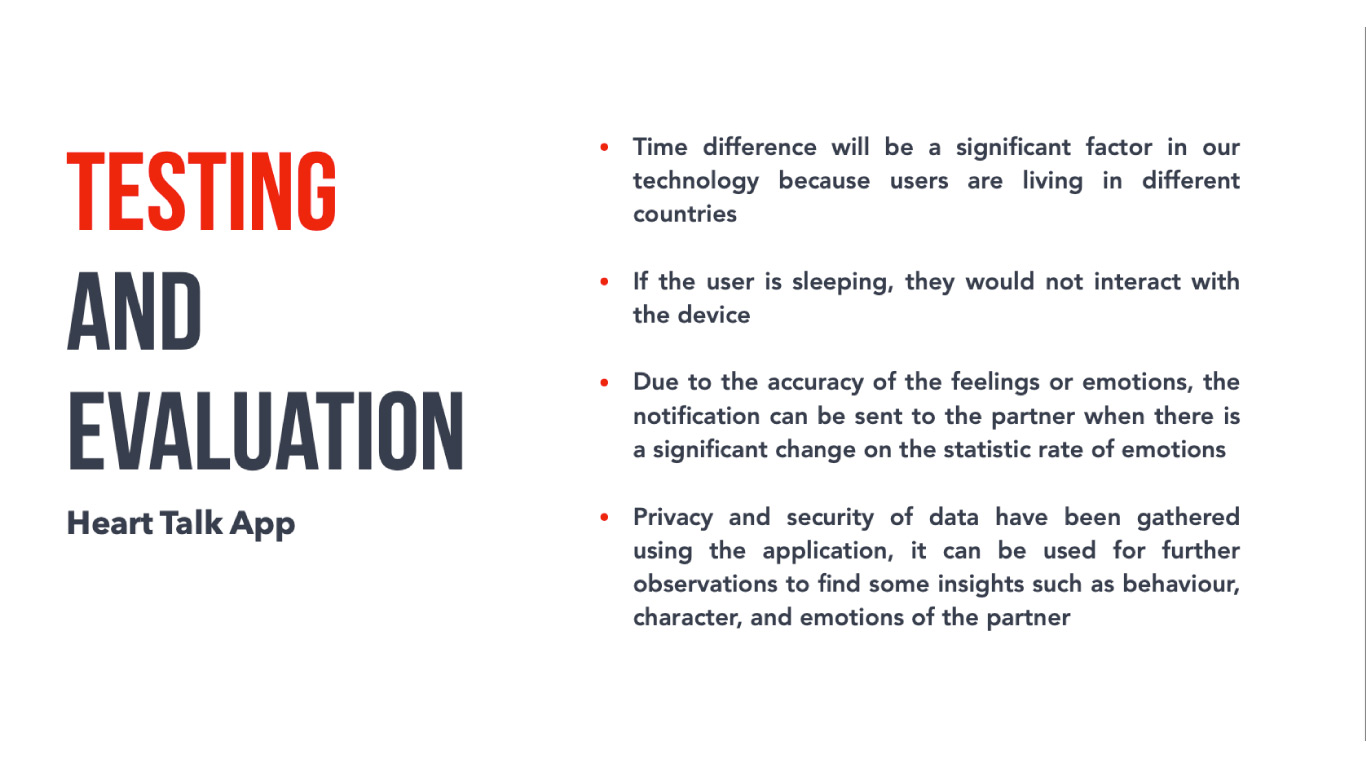 TESTING
AND
EVALUATION
Heart Talk App
• Time difference will be a significant factor in our
technology because users are living in different
countries
• If the user is sleeping, they would not interact with
the device
• Due to the accuracy of the feelings or emotions, the
notification can be sent to the partner when there is
a significant change on the statistic rate of emotions
• Privacy and security of data have been gathered
using the application, it can be used for further
observations to find some insights such as behaviour,
character, and emotions of the partner